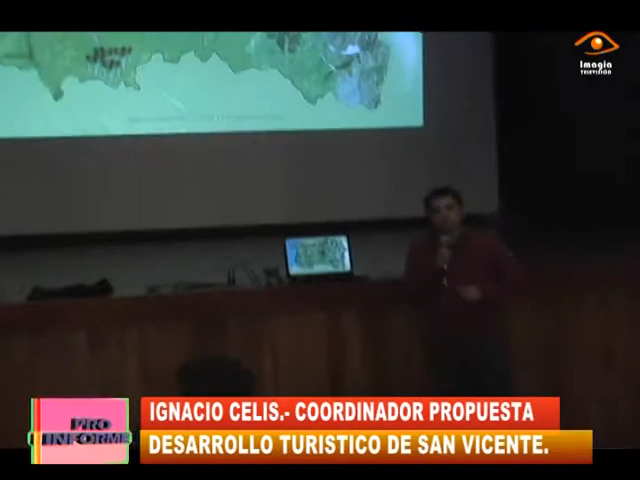 Imagia
TELEVISIÓN
PRO
INFORME
IGNACIO CELIS.- COORDINADOR PROPUESTA
DESARROLLO TURISTICO DE SAN VICENTE.